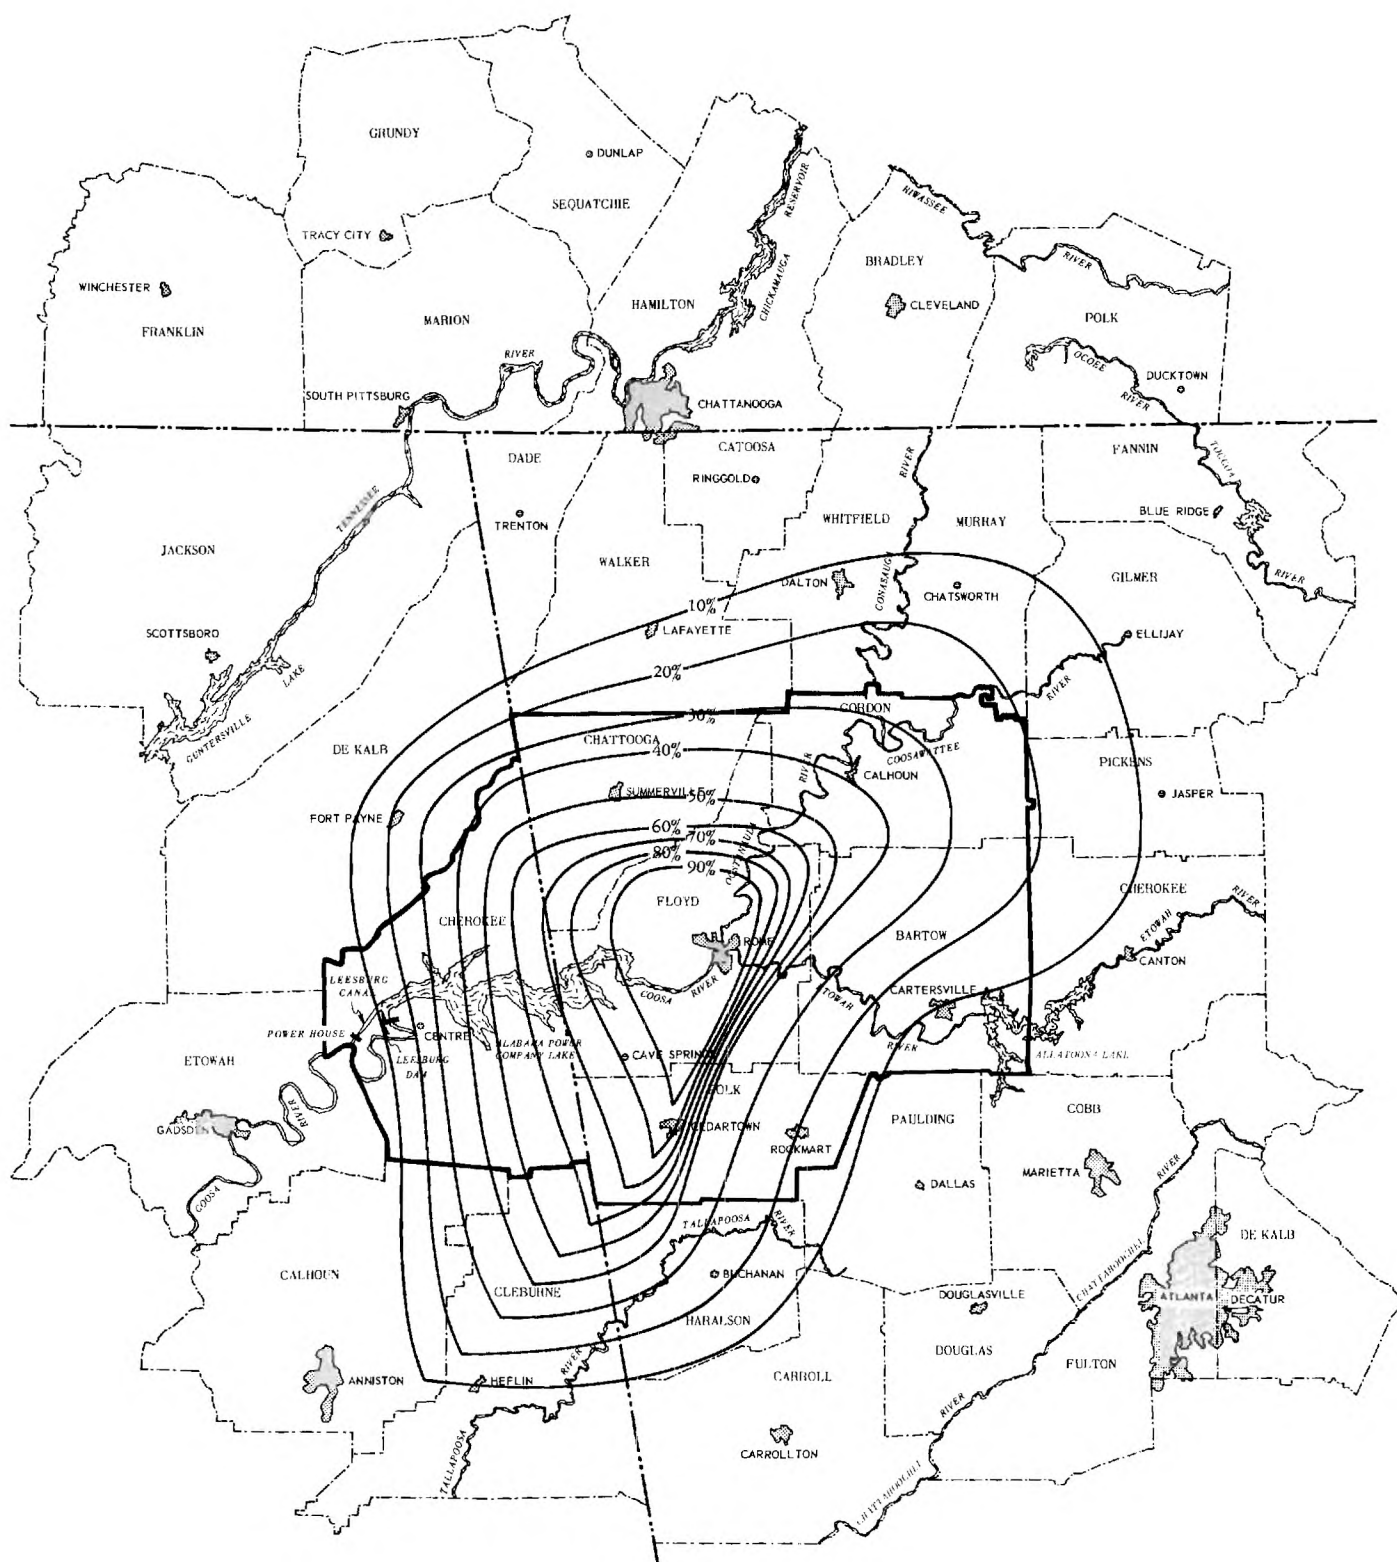 GRUNDY
DUNLAP
SEQUATCHIE
TRACY CITY
RESERVOIR
HIWASSEE
WINCHESTER
FRANKLIN
MARION
HAMILTON
CHICKAMAUGA
BRADLEY
CLEVELAND
RIVER
POLK
RIVER
SOUTH PITTSBURG
CHATTANOOGA
OCOEE
DUCKTOWN
RIVER
DADE
CATOOSA
FANNIN
TOCCOA
RINGGOLD
RIVER
TENNESSEE
TRENTON
WHITFIELD
MURRAY
BLUE RIDGE
JACKSON
WALKER
DALTON
CONASAUGA
CHATSWORTH
GILMER
RIVER
10%
SCOTTSBORO
LAFAYETTE
ELLIJAY
LAKE
20%
RIVER
GUNTERSVILLE
30%
GORDON
DE KALB
CHATTOOGA
40%
RIVER
COOSAWATTEE
CALHOUN
PICKENS
JASPER
SUMMERVILLE
50%
FORT PAYNE
60%
70%
80%
90%
OOSTANAULA
CHEROKEE
RIVER
CHEROKEE
FLOYD
ETOWAH
BARTOW
ROME
CANTON
LEESBURG
CANAL
COOSA
RIVER
ETOWAH
CARTERSVILLE
POWER HOUSE
CENTRE
ALABAMA POWER
COMPANY LAKE
RIVER
ETOWAH
LEESBURG
DAM
CAVE SPRING
ALLATOONA LAKE
RIVER
POLK
PAULDING
COBB
GADSDEN
CEDARTOWN
ROCKMART
MARIETTA
RIVER
COOSA
DALLAS
TALLAPOOSA
RIVER
DE KALB
CALHOUN
BUCHANAN
CHATTAHOOCHEE
CLEBURNE
DOUGLASVILLE
ATLANTA
DECATUR
HARALSON
RIVER
DOUGLAS
FULTON
ANNISTON
HEFLIN
CARROLL
RIVER
TALLAPOOSA
CARROLLTON
CHATTAHOOCHEE